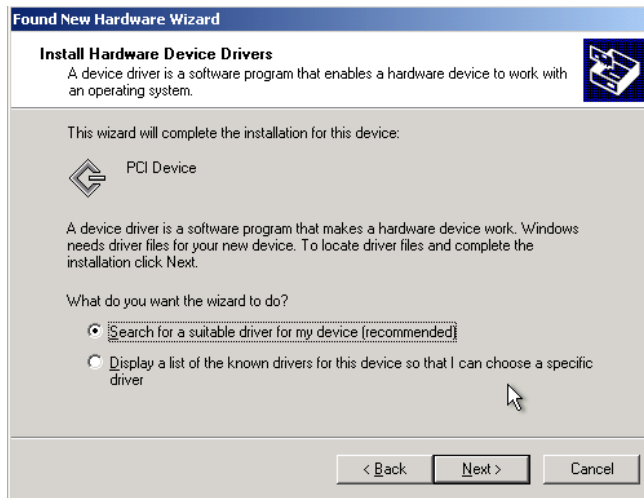 Found New Hardware Wizard
Install Hardware Device Drivers
A device driver is a software program that enables a hardware device to work with
an operating system.
This wizard will complete the installation for this device:
PCI Device
A device driver is a software program that makes a hardware device work. Windows
needs driver files for your new device. To locate driver files and complete the
installation click Next.
What do you want the wizard to do?
Search for a suitable driver for my device (recommended)
Display a list of the known drivers for this device so that I can choose a specific
driver
< Back Next > Cancel